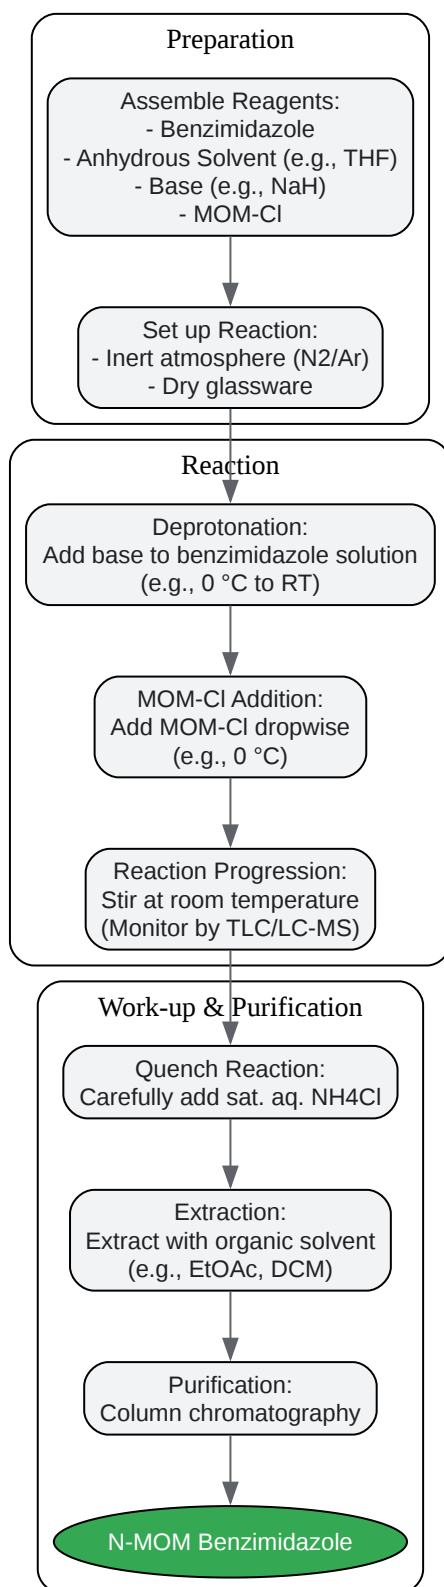 Preparation
Assemble Reagents:
- Benzimidazole
- Anhydrous Solvent (e.g., THF)
- Base (e.g., NaH)
- MOM-Cl
Set up Reaction:
- Inert atmosphere (N2/Ar)
- Dry glassware
Reaction
Deprotonation:
Add base to benzimidazole solution
(e.g., 0 °C to RT)
MOM-Cl Addition:
Add MOM-Cl dropwise
(e.g., 0 °C)
Reaction Progression:
Stir at room temperature
(Monitor by TLC/LC-MS)
Work-up & Purification
Quench Reaction:
Carefully add sat. aq. NH4Cl
Extraction:
Extract with organic solvent
(e.g., EtOAc, DCM)
Purification:
Column chromatography
N-MOM Benzimidazole